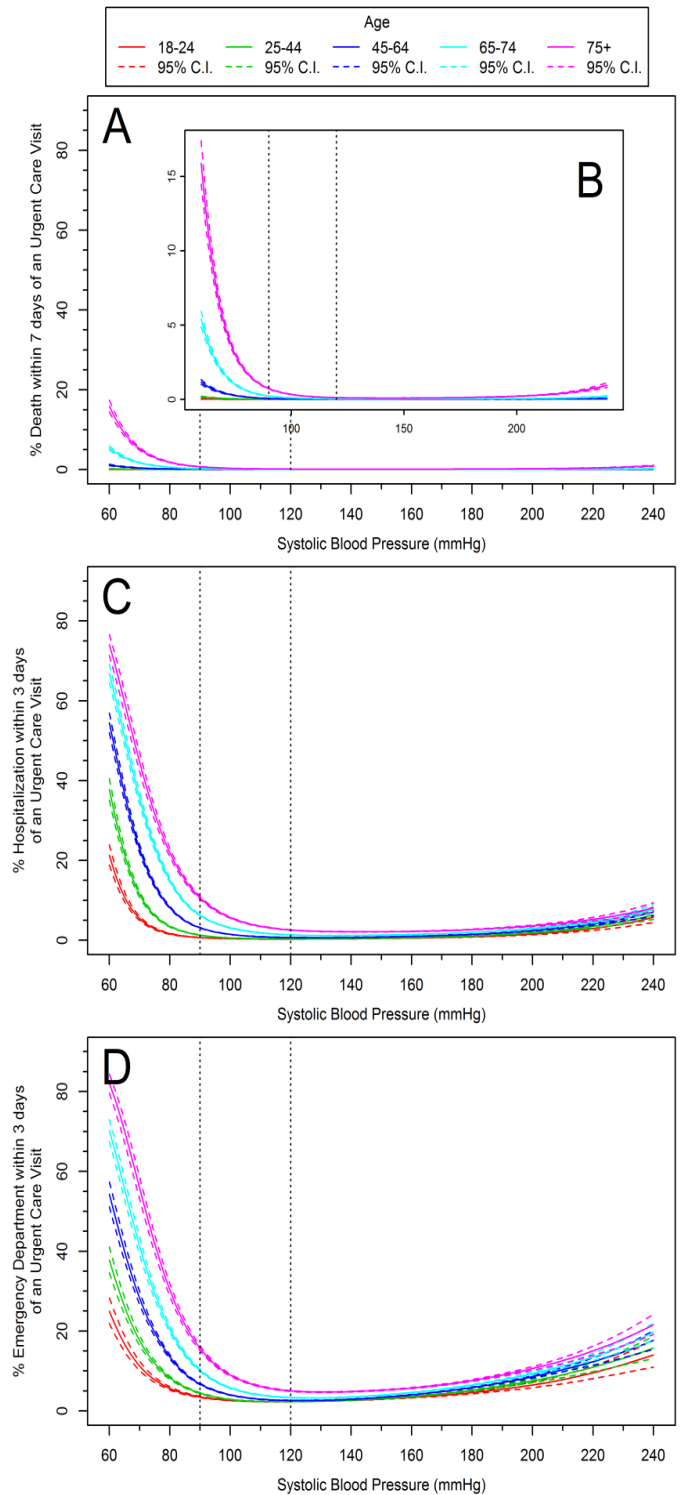 Age
18-24 25-44 45-64 65-74 75+
95% C.I. 95% C.I. 95% C.I. 95% C.I. 95% C.I.
A
B
% Death within 7 days of an Urgent Care Visit
80
60
40
20
0
15
10
5
0
100 150 200
60 80 100 120 140 160 180 200 220 240
Systolic Blood Pressure (mmHg)
C
% Hospitalization within 3 days
of an Urgent Care Visit
80
60
40
20
0
60 80 100 120 140 160 180 200 220 240
Systolic Blood Pressure (mmHg)
D
% Emergency Department within 3 days
of an Urgent Care Visit
80
60
40
20
0
60 80 100 120 140 160 180 200 220 240
Systolic Blood Pressure (mmHg)